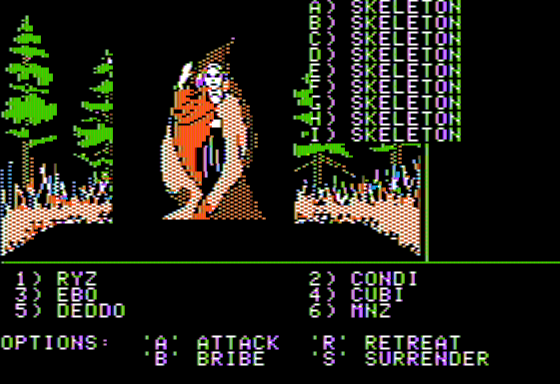 A) SKELETON
B) SKELETON
C) SKELETON
D) SKELETON
E) SKELETON
F) SKELETON
G) SKELETON
H) SKELETON
I) SKELETON
1) RYZ 2) CONDI
3) EBO 4) CUBI
5) DEDDO 6) MNZ
OPTIONS: 'A' ATTACK 'R' RETREAT
'B' BRIBE 'S' SURRENDER